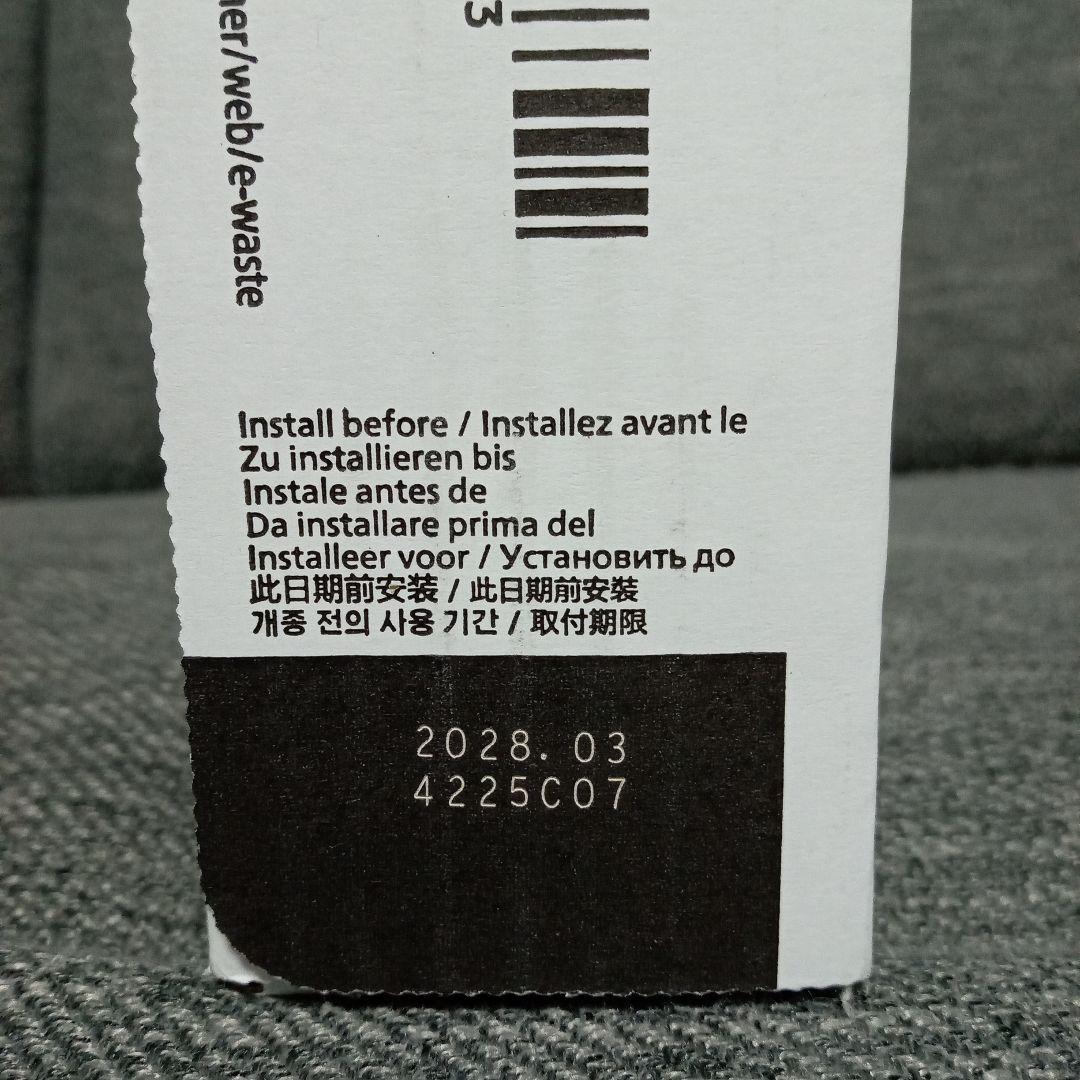 er/web/e-waste
3
Install before / Installez avant le
Zu installieren bis
Instale antes de
Da installare prima del
Installeer voor / Установить до
此日期前安装 / 此日期前安裝
개종 전의 사용 기간 / 取付期限
2028. 03
4225C07